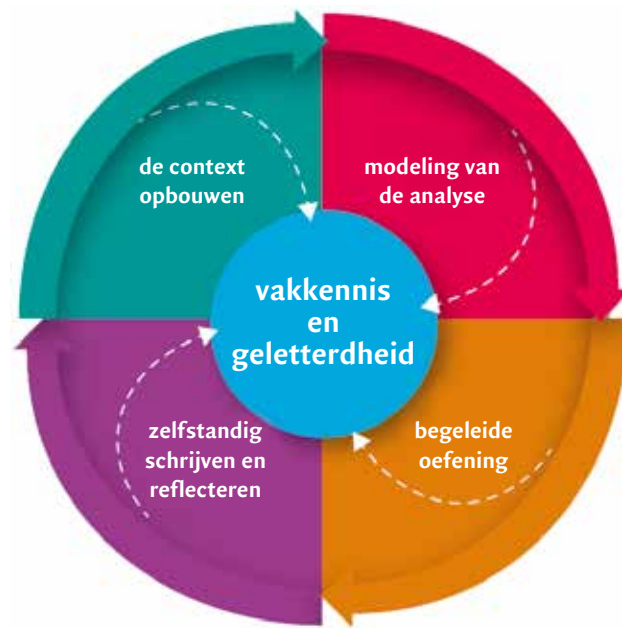 de context
opbouwen
modeling van
de analyse
vakkennis
en
geletterdheid
zelfstandig
schrijven en
reflecteren
begeleide
oefening